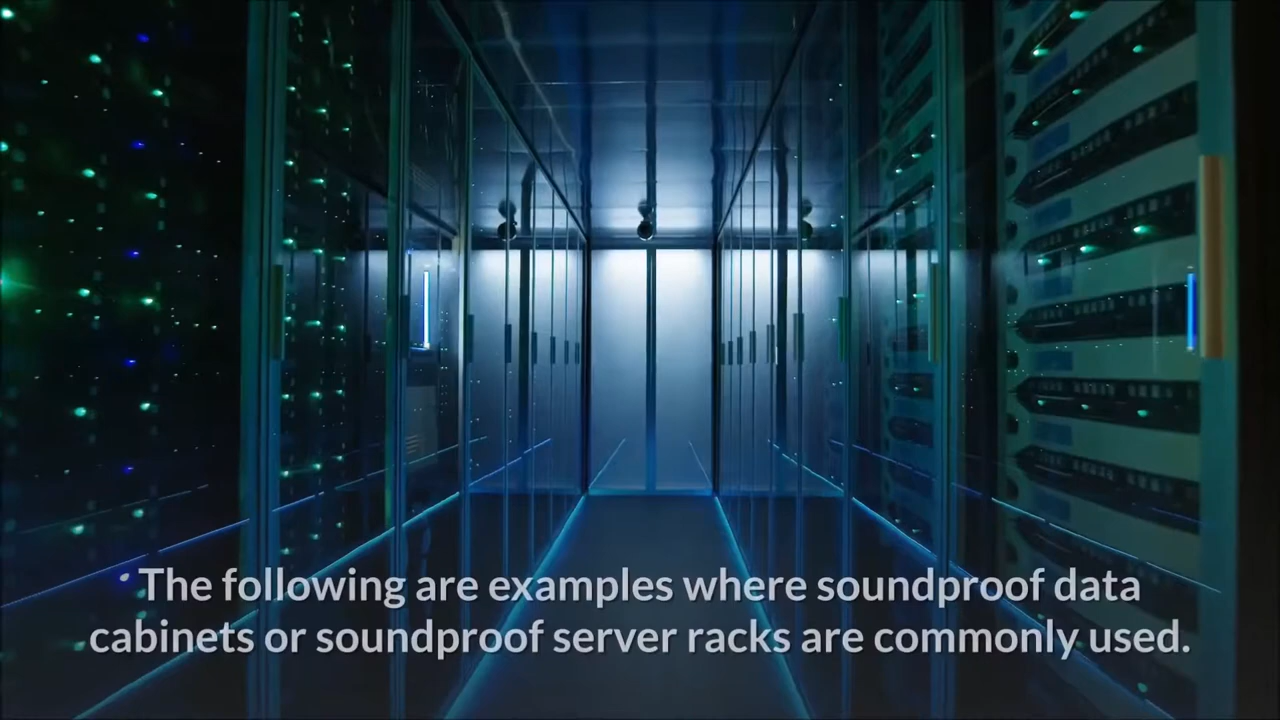 The following are examples where soundproof data
cabinets or soundproof server racks are commonly used.